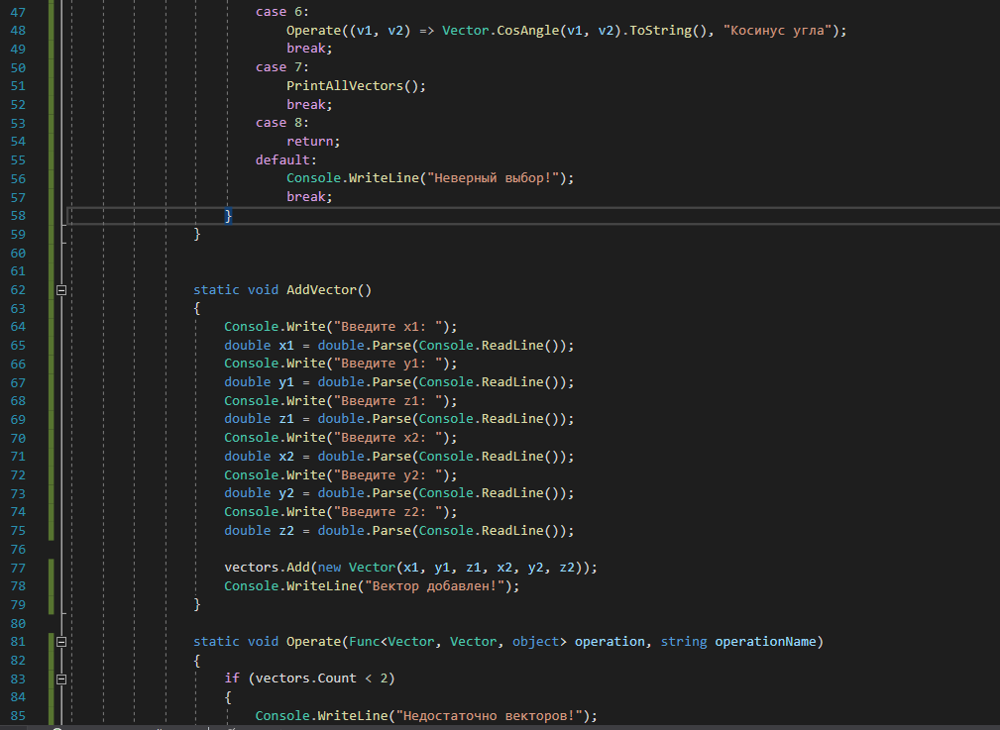 47 case 6:
48 Operate((v1, v2) => Vector.CosAngle(v1, v2).ToString(), "Косинус угла");
49 break;
50 case 7:
51 PrintAllVectors();
52 break;
53 case 8:
54 return;
55 default:
56 Console.WriteLine("Неверный выбор!");
57 break;
58 }
59 }
60
61
62 static void AddVector()
63 {
64 Console.Write("Введите x1: ");
65 double x1 = double.Parse(Console.ReadLine());
66 Console.Write("Введите y1: ");
67 double y1 = double.Parse(Console.ReadLine());
68 Console.Write("Введите z1: ");
69 double z1 = double.Parse(Console.ReadLine());
70 Console.Write("Введите x2: ");
71 double x2 = double.Parse(Console.ReadLine());
72 Console.Write("Введите y2: ");
73 double y2 = double.Parse(Console.ReadLine());
74 Console.Write("Введите z2: ");
75 double z2 = double.Parse(Console.ReadLine());
76
77 vectors.Add(new Vector(x1, y1, z1, x2, y2, z2));
78 Console.WriteLine("Вектор добавлен!");
79 }
80
81 static void Operate(Func<Vector, Vector, object> operation, string operationName)
82 {
83 if (vectors.Count < 2)
84 {
85 Console.WriteLine("Недостаточно векторов!");